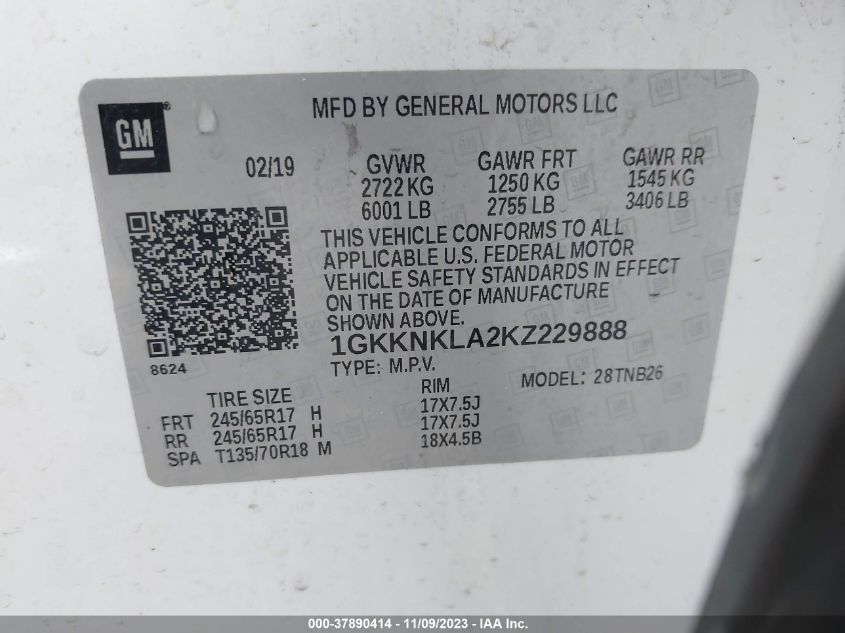 MFD BY GENERAL MOTORS LLC
GM®
02/19
GVWR GAWR FRT GAWR RR
2722 KG 1250 KG 1545 KG
6001 LB 2755 LB 3406 LB
THIS VEHICLE CONFORMS TO ALL
APPLICABLE U.S. FEDERAL MOTOR
VEHICLE SAFETY STANDARDS IN EFFECT
ON THE DATE OF MANUFACTURE
SHOWN ABOVE.
1GKKNKLA2KZ229888
8624
TYPE: M.P.V. MODEL: 28TNB26
TIRE SIZE RIM
FRT 245/65R17 H 17X7.5J
RR 245/65R17 H 17X7.5J
SPA T135/70R18 M 18X4.5B
000-37890414 - 11/09/2023 - IAA Inc.